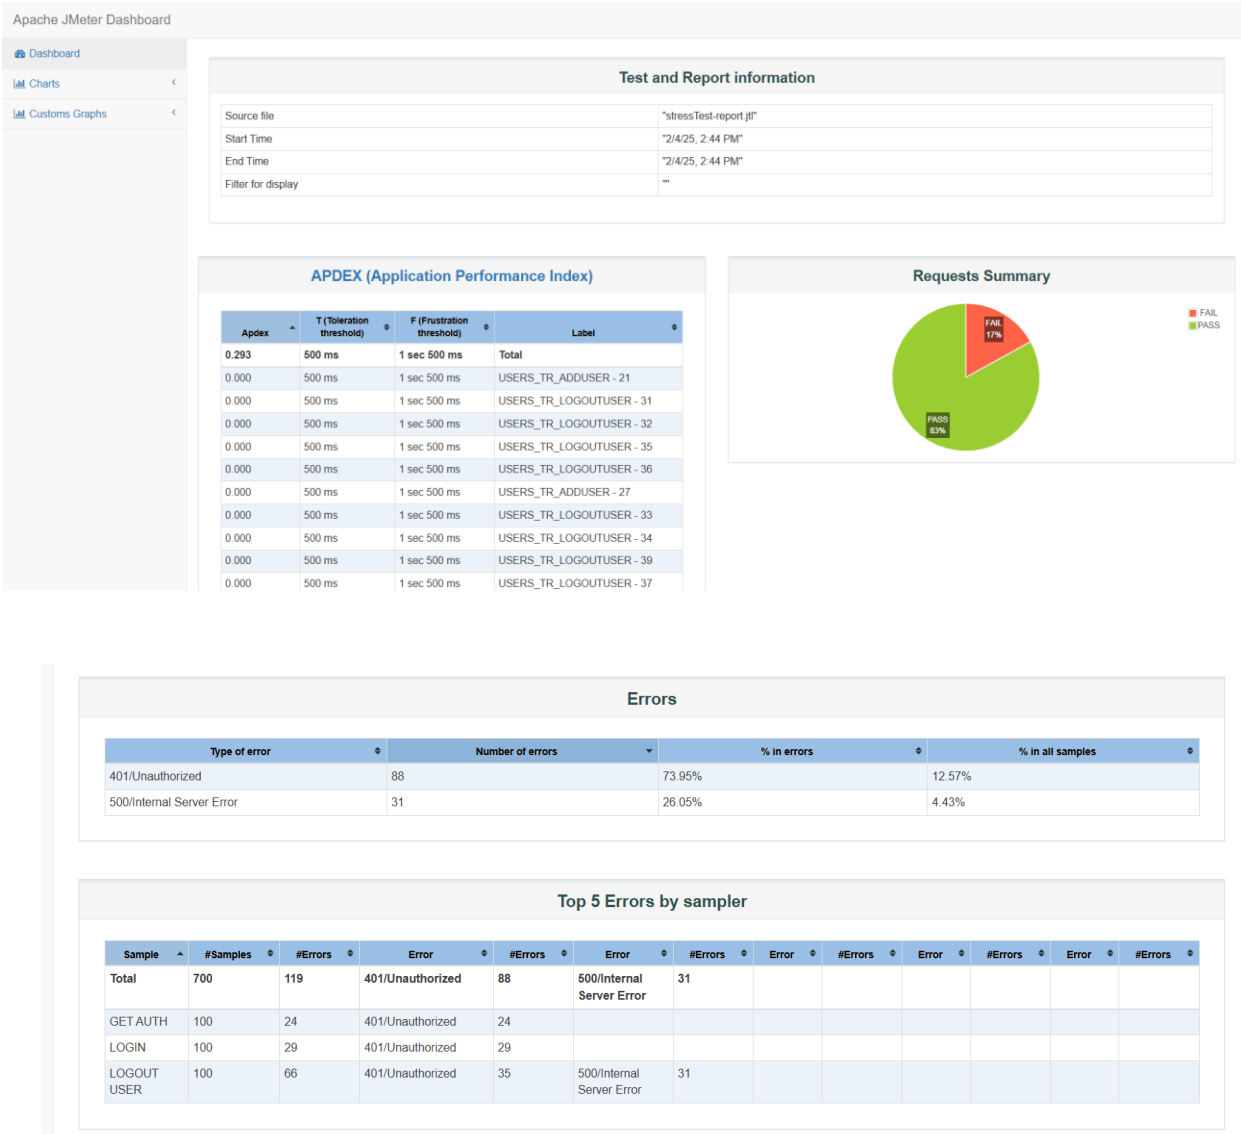 Apache JMeter Dashboard
Dashboard
Charts
Customs Graphs
Test and Report information
Source file "stressTest-report.jtl"
Start Time "2/4/25, 2:44 PM"
End Time "2/4/25, 2:44 PM"
Filter for display ""
APDEX (Application Performance Index)
Apdex T (Toleration threshold) F (Frustration threshold) Label
0.293 500 ms 1 sec 500 ms Total
0.000 500 ms 1 sec 500 ms USERS_TR_ADDUSER - 21
0.000 500 ms 1 sec 500 ms USERS_TR_LOGOUTUSER - 31
0.000 500 ms 1 sec 500 ms USERS_TR_LOGOUTUSER - 32
0.000 500 ms 1 sec 500 ms USERS_TR_LOGOUTUSER - 35
0.000 500 ms 1 sec 500 ms USERS_TR_LOGOUTUSER - 36
0.000 500 ms 1 sec 500 ms USERS_TR_ADDUSER - 27
0.000 500 ms 1 sec 500 ms USERS_TR_LOGOUTUSER - 33
0.000 500 ms 1 sec 500 ms USERS_TR_LOGOUTUSER - 34
0.000 500 ms 1 sec 500 ms USERS_TR_LOGOUTUSER - 39
0.000 500 ms 1 sec 500 ms USERS_TR_LOGOUTUSER - 37
Requests Summary
FAIL
PASS
FAIL
17%
PASS
83%
Errors
Type of error Number of errors % in errors % in all samples
401/Unauthorized 88 73.95% 12.57%
500/Internal Server Error 31 26.05% 4.43%
Top 5 Errors by sampler
Sample #Samples #Errors Error #Errors Error #Errors Error #Errors Error #Errors Error #Errors
Total 700 119 401/Unauthorized 88 500/Internal Server Error 31
GET AUTH 100 24 401/Unauthorized 24
LOGIN 100 29 401/Unauthorized 29
LOGOUT USER 100 66 401/Unauthorized 35 500/Internal Server Error 31